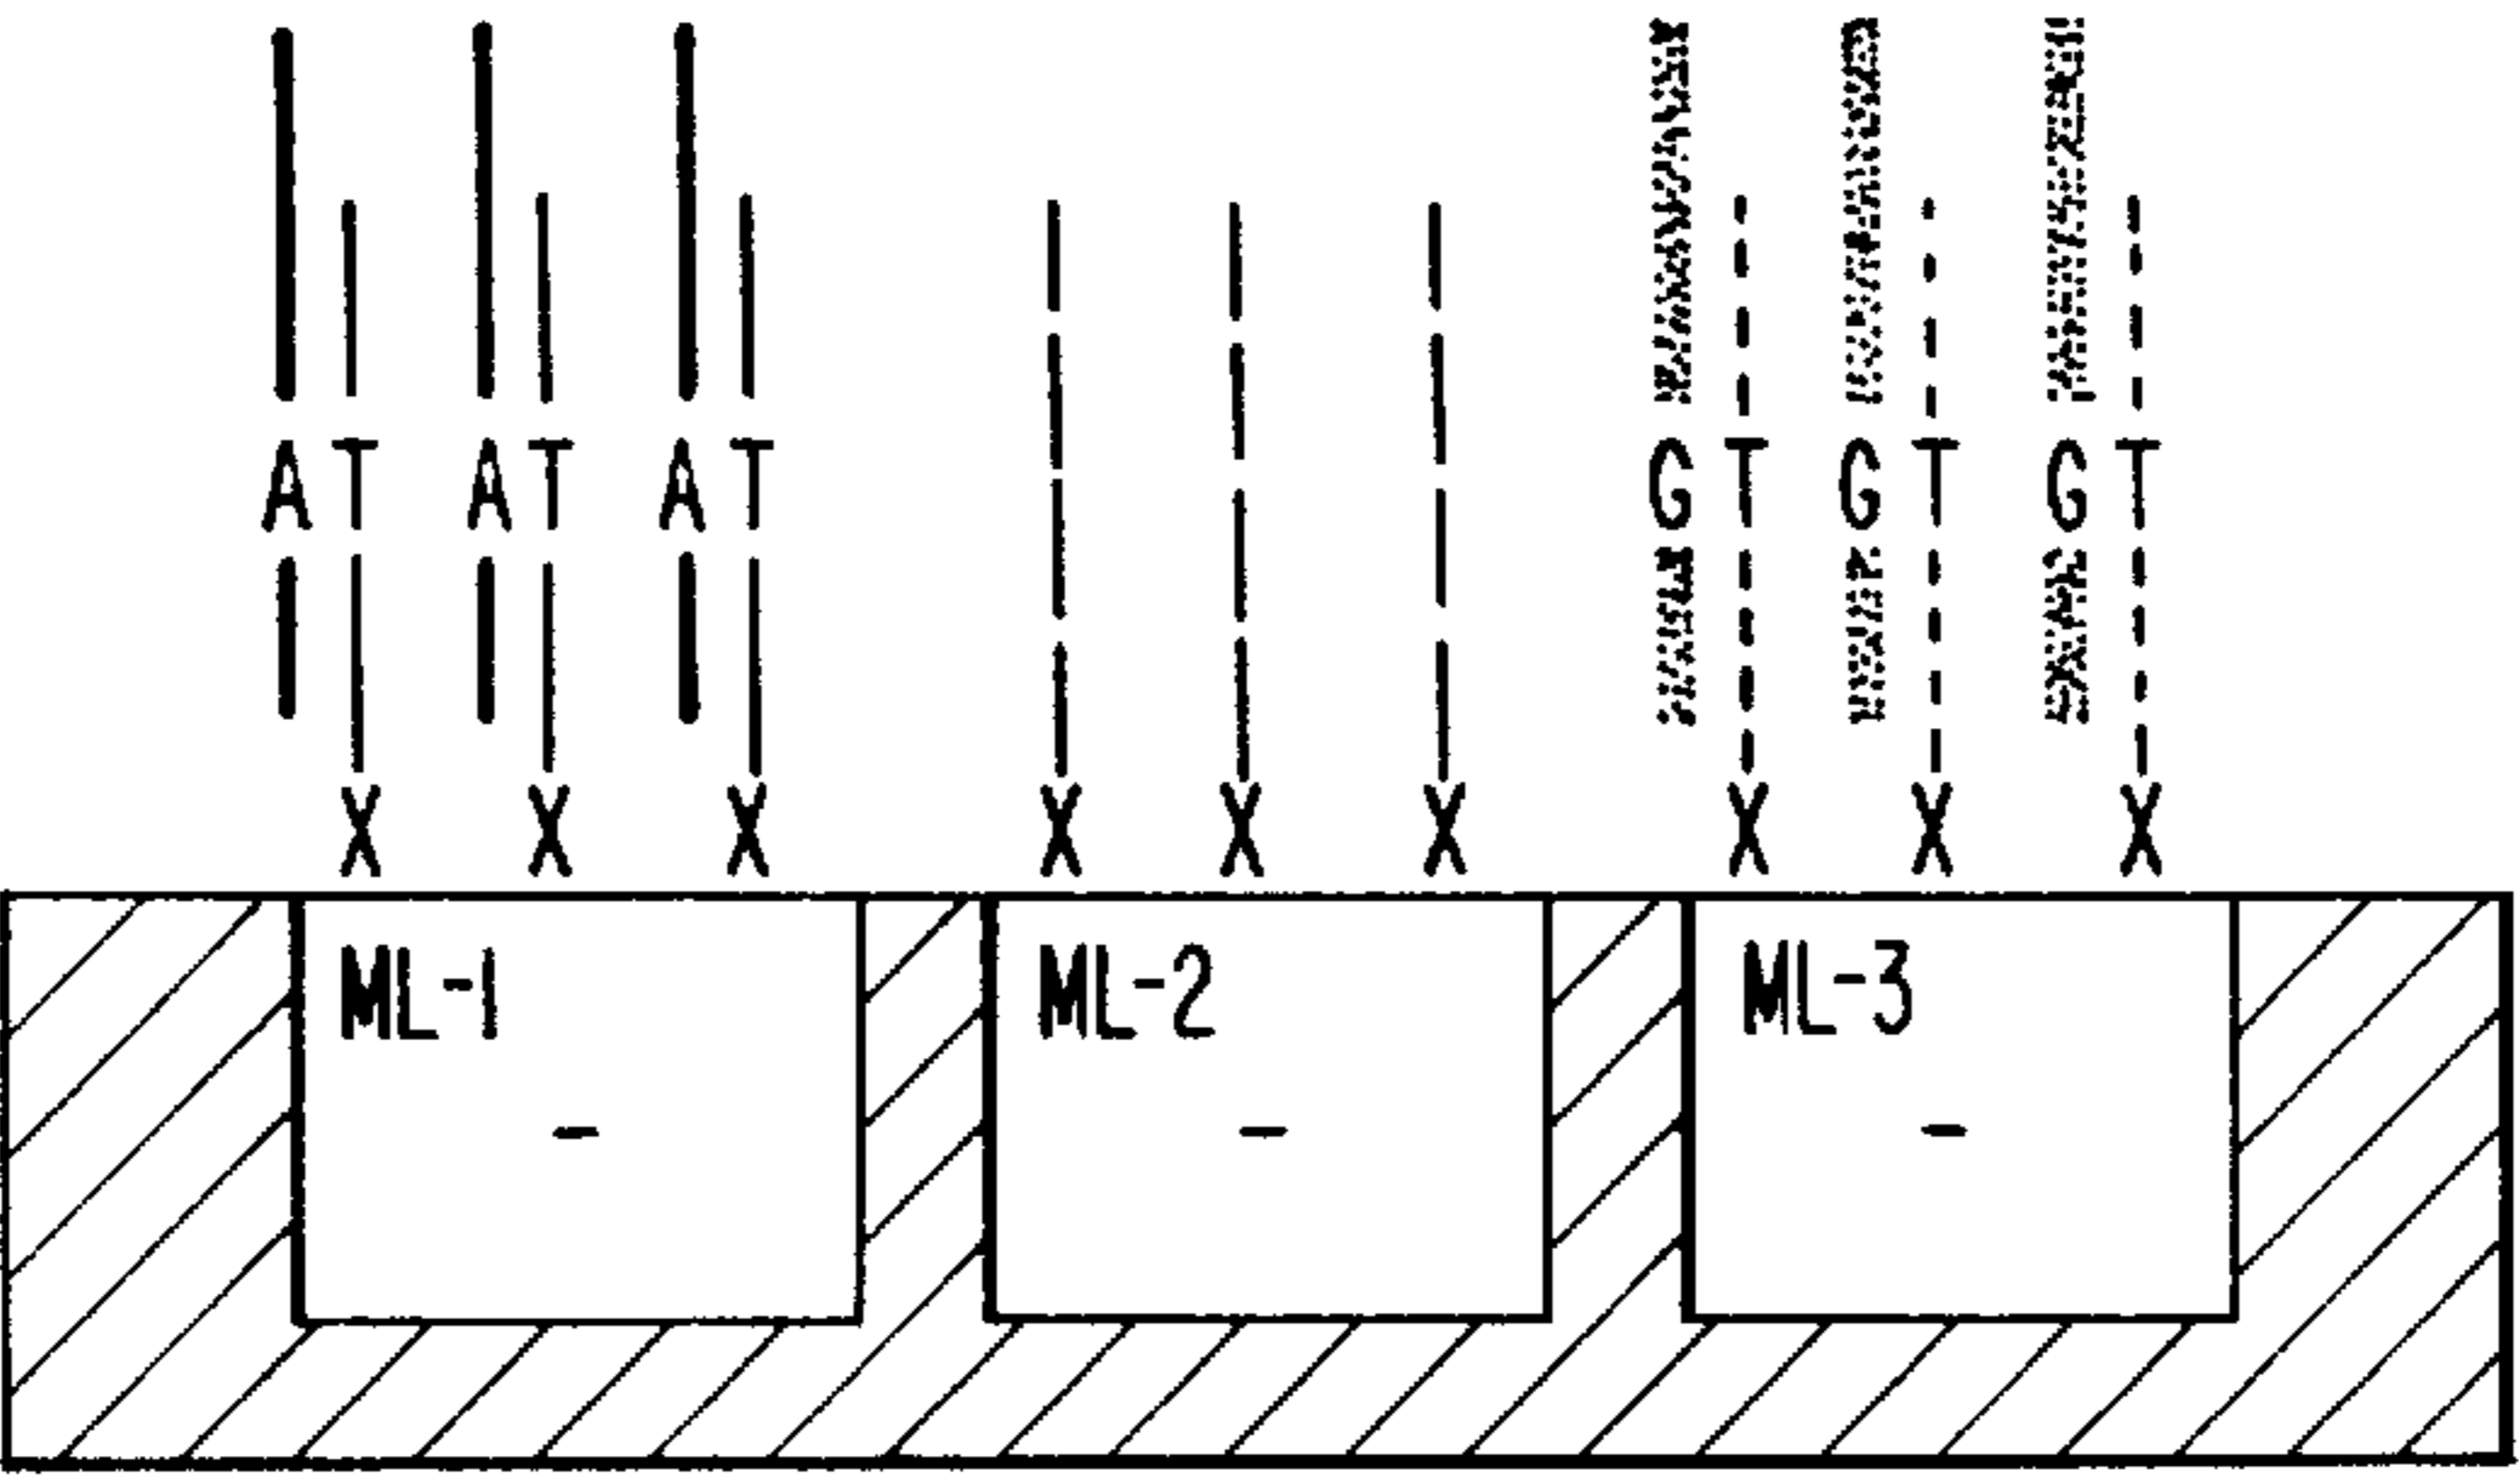 A T A T A T G T G T G T
X X X X X X X X X
ML-1 ML-2 ML-3
- - -